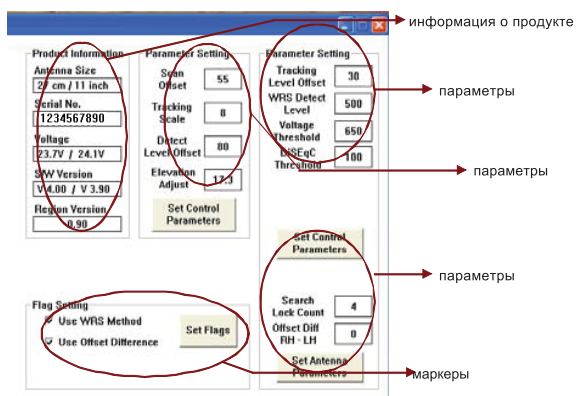 информация о продукте
Product Information
Antenna Size
27 cm / 11 inch
Serial No.
1234567890
Voltage
23.7V / 24.1V
S/W Version
V 4.00 / V 3.90
Region Version
0.90
Parameter Setting
Scan Offset 55
Tracking Scale 8
Detect Level Offset 80
Elevation Adjust 17.3
Set Control
Parameters
Parameter Setting
Tracking Level Offset 30
WRS Detect Level 500
Voltage Threshold 650
DiSEqC Threshold 100
Set Control
Parameters
Search Lock Count 4
Offset Diff RH - LH 0
Set Antenna
Parameters
параметры
параметры
параметры
Flag Setting
Use WRS Method
Use Offset Difference
Set Flags
маркеры